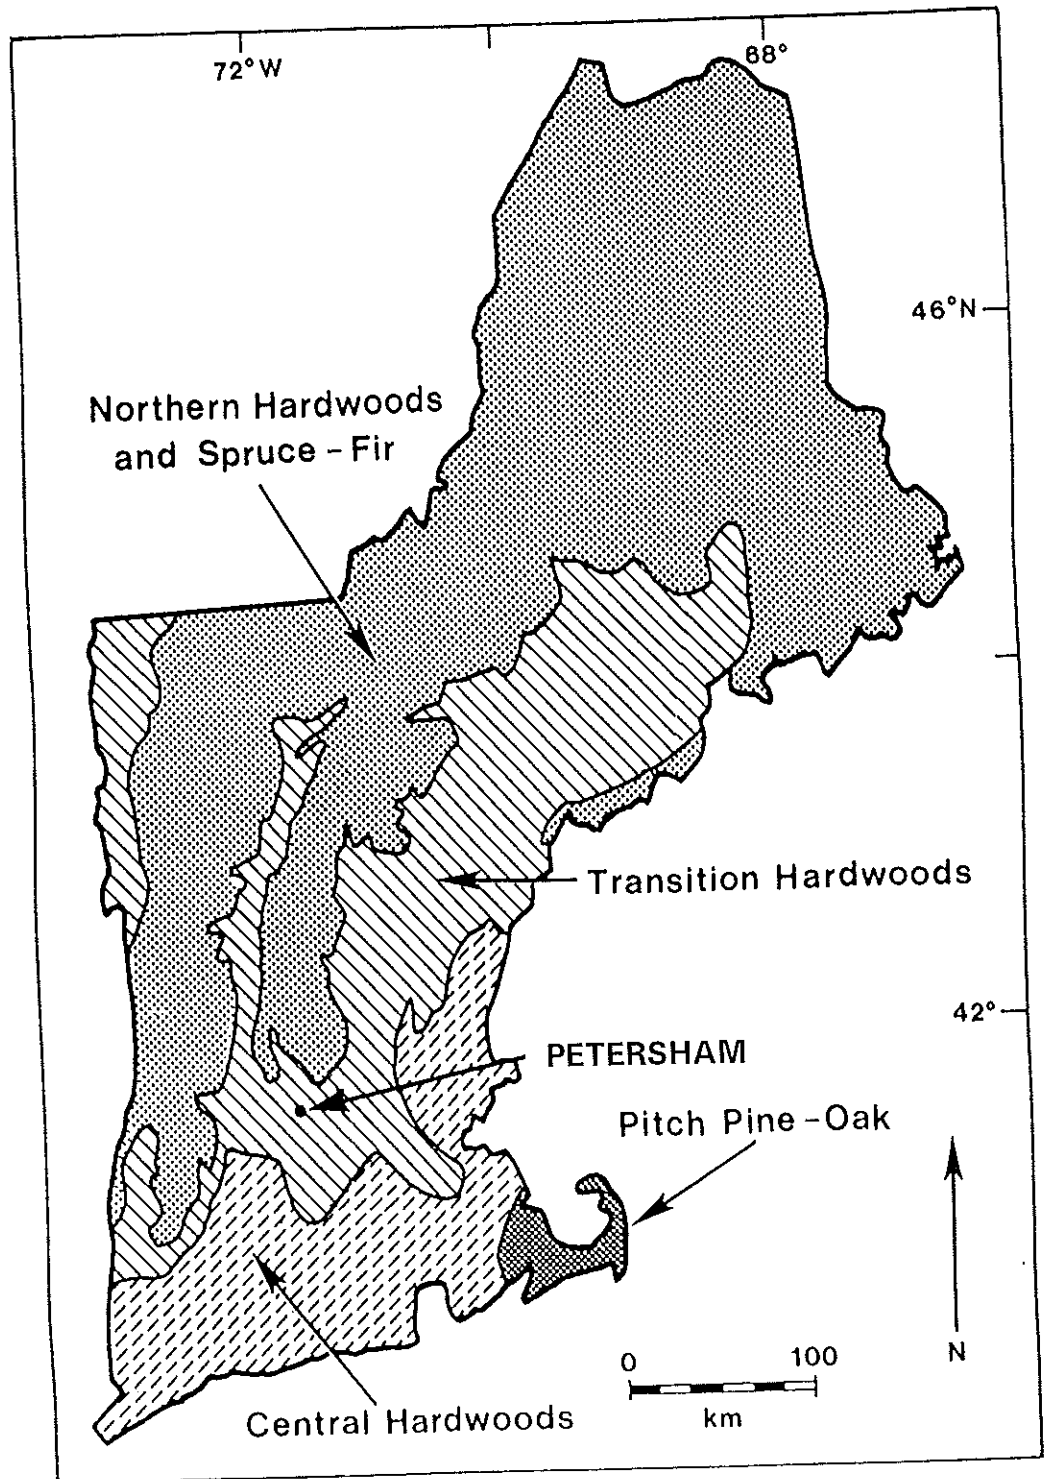 72°W
68°
46°N
Northern Hardwoods
and Spruce-Fir
Transition Hardwoods
42°
PETERSHAM
Pitch Pine-Oak
N
0 100
km
Central Hardwoods